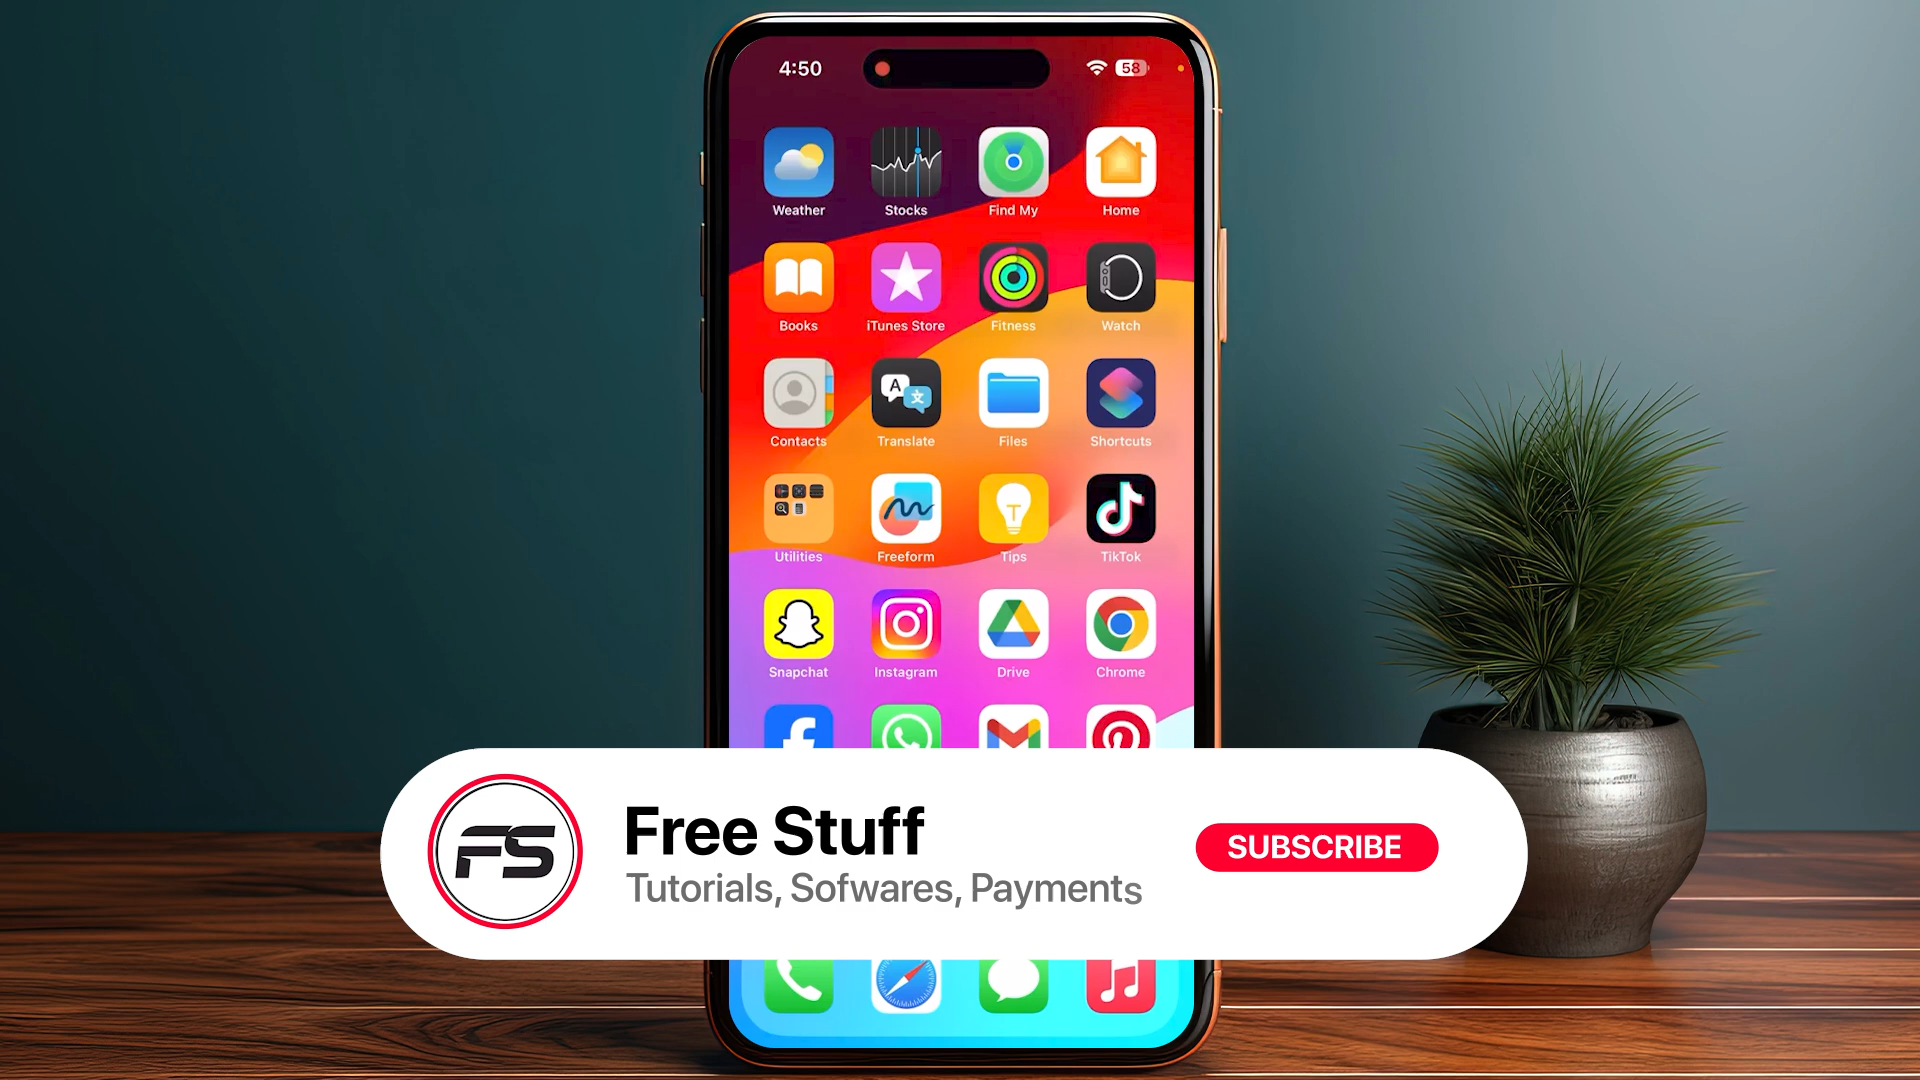 4:50
58
Weather Stocks Find My Home
Books iTunes Store Fitness Watch
Contacts Translate Files Shortcuts
Utilities Freeform Tips TikTok
Snapchat Instagram Drive Chrome
FS
Free Stuff
Tutorials, Sofwares, Payments
SUBSCRIBE